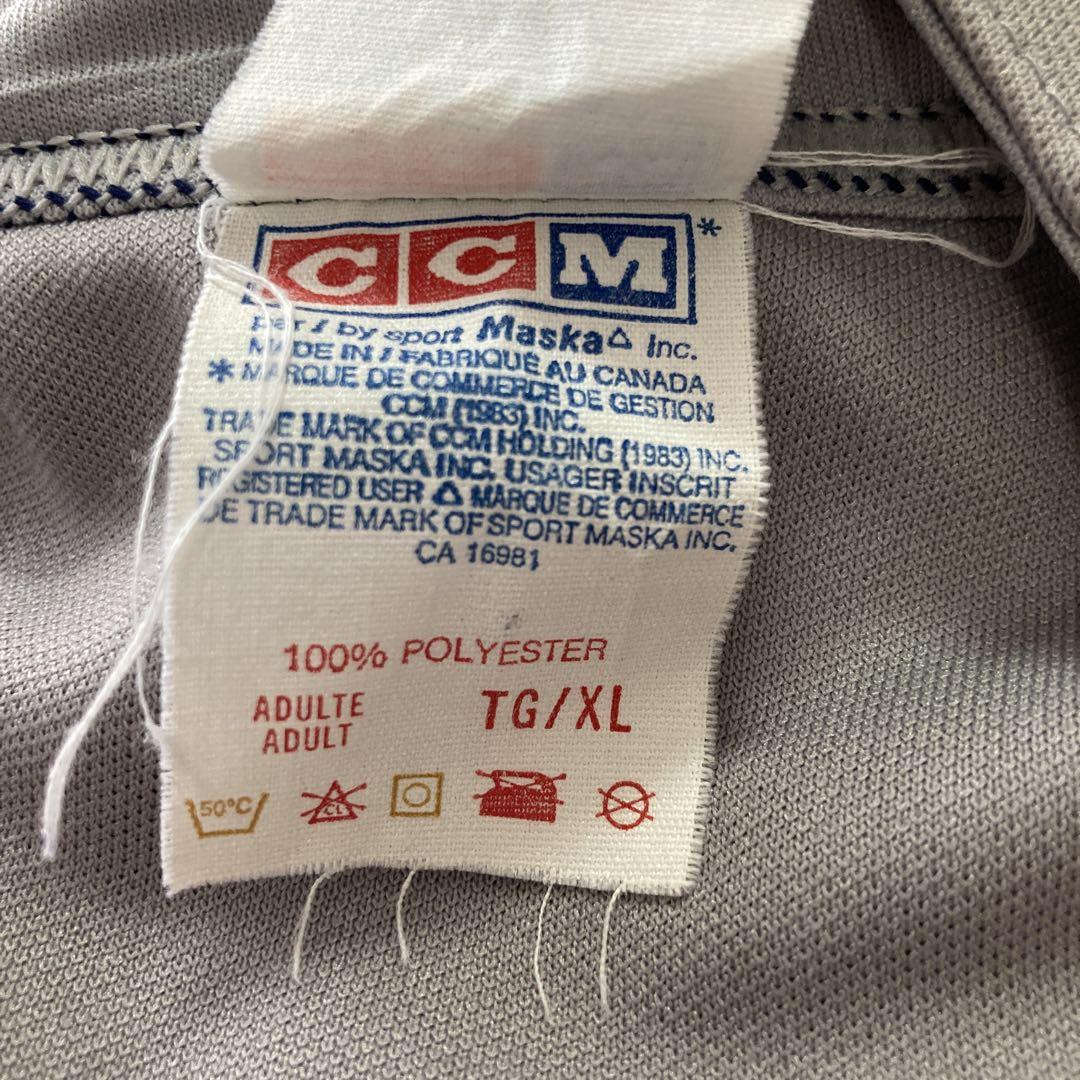 CCM*
par / by sport Maska△ Inc.
MADE IN / FABRIQUÉ AU CANADA
* MARQUE DE COMMERCE DE GESTION
CCM (1983) INC.
TRADE MARK OF CCM HOLDING (1983) INC.
SPORT MASKA INC. USAGER INSCRIT
REGISTERED USER △ MARQUE DE COMMERCE
DE TRADE MARK OF SPORT MASKA INC.
CA 16981
100% POLYESTER
ADULTE
ADULT
TG/XL
50°C CL